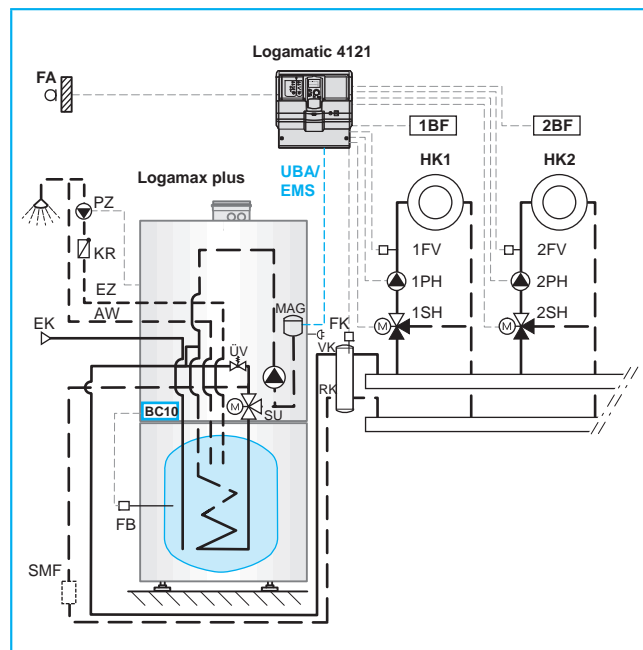 Logamatic 4121
FA
1BF
2BF
UBA/
EMS
HK1
HK2
Logamax plus
PZ
KR
EZ
AW
EK
MAG
FK
VK
RK
ÜV
M
SU
BC10
FB
SMF
1FV
1PH
1SH
M
2FV
2PH
2SH
M